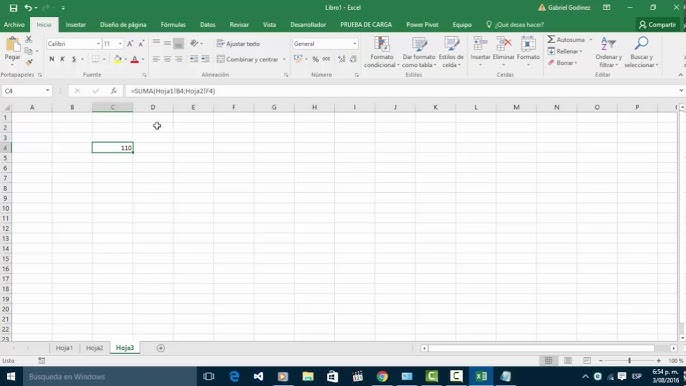 Libro1 - Excel
Gabriel Godinez
Archivo Inicio Insertar Diseño de página Fórmulas Datos Revisar Vista Desarrollador PRUEBA DE CARGA Power Pivot Equipo ¿Qué desea hacer? Compartir
Calibri 11 Ajustar texto General
Pegar N K S Combinar y centrar % 000
Formato condicional Dar formato como tabla Estilos de celda
Insertar Eliminar Formato
Autosuma
Rellenar
Borrar
Ordenar y filtrar Buscar y seleccionar
Portapapeles Fuente Alineación Número Estilos Celdas Modificar
C4 fx =SUMA(Hoja1!B4;Hoja2!F4)
A B C D E F G H I J K L M N O P
1
2
3
4 110
5
6
7
8
9
10
11
12
13
14
15
16
17
18
19
20
21
22
23
Hoja1 Hoja2 Hoja3
Listo 100 %
Búsqueda en Windows ESP 6:54 p. m.
3/08/2016